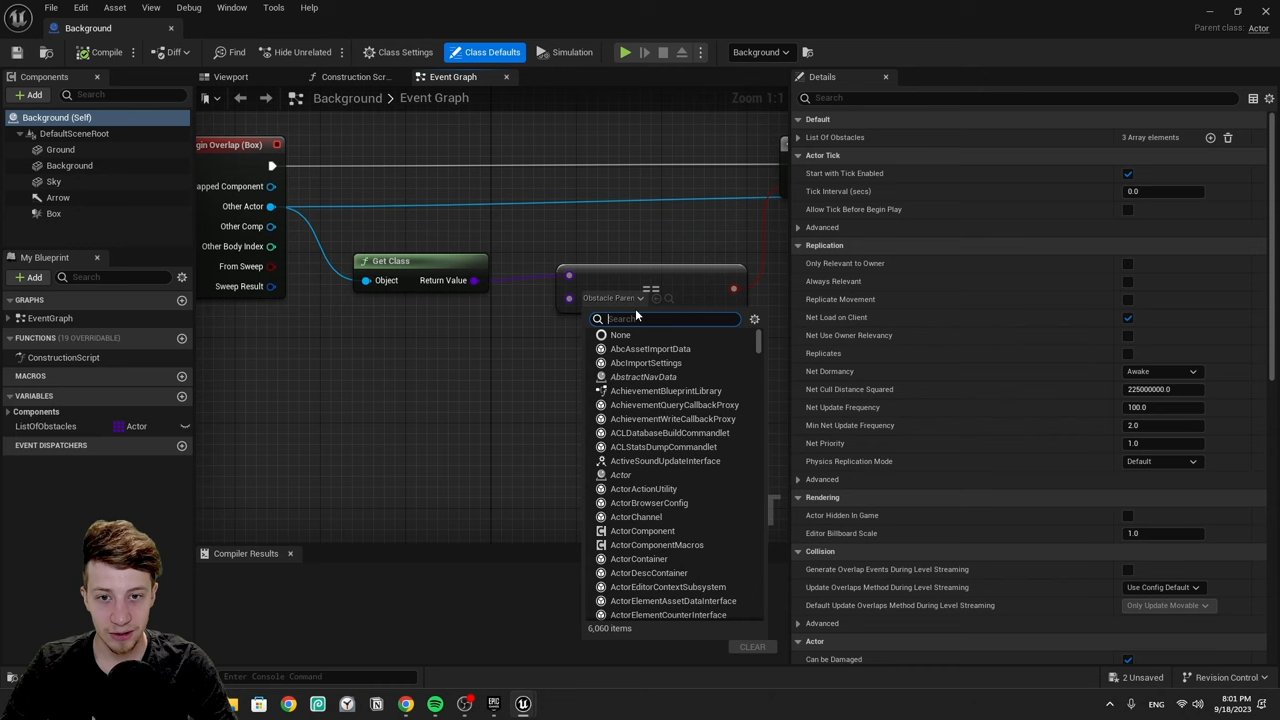 File
Edit
Asset
View
Debug
Window
Tools
Help
Background
Parent class: Actor
Compile
Diff
Find
Hide Unrelated
Class Settings
Class Defaults
Simulation
Background
Components
Viewport
Construction Scr...
Event Graph
Details
Add
Search
Background > Event Graph
Zoom 1:1
Search
Background (Self)
DefaultSceneRoot
Ground
Background
Sky
Arrow
Box
My Blueprint
Add
Search
GRAPHS
EventGraph
FUNCTIONS (19 OVERRIDABLE)
ConstructionScript
MACROS
VARIABLES
Components
ListOfObstacles
Actor
EVENT DISPATCHERS
gin Overlap (Box)
apped Component
Other Actor
Other Comp
Other Body Index
From Sweep
Sweep Result
Get Class
Object
Return Value
==
Obstacle Paren
Search
None
AbcAssetImportData
AbcImportSettings
AbstractNavData
AchievementBlueprintLibrary
AchievementQueryCallbackProxy
AchievementWriteCallbackProxy
ACLDatabaseBuildCommandlet
ACLStatsDumpCommandlet
ActiveSoundUpdateInterface
Actor
ActorActionUtility
ActorBrowserConfig
ActorChannel
ActorComponent
ActorComponentMacros
ActorContainer
ActorDescContainer
ActorEditorContextSubsystem
ActorElementAssetDataInterface
ActorElementCounterInterface
6,060 items
CLEAR
Compiler Results
Default
List Of Obstacles
3 Array elements
Actor Tick
Start with Tick Enabled
Tick Interval (secs)
0.0
Allow Tick Before Begin Play
Advanced
Replication
Only Relevant to Owner
Always Relevant
Replicate Movement
Net Load on Client
Net Use Owner Relevancy
Replicates
Net Dormancy
Awake
Net Cull Distance Squared
225000000.0
Net Update Frequency
100.0
Min Net Update Frequency
2.0
Net Priority
1.0
Physics Replication Mode
Default
Advanced
Rendering
Actor Hidden In Game
Editor Billboard Scale
1.0
Collision
Generate Overlap Events During Level Streaming
Update Overlaps Method During Level Streaming
Use Config Default
Default Update Overlaps Method During Level Streaming
Only Update Movable
Advanced
Actor
Can be Damaged
Enter Console Command
2 Unsaved
Revision Control
ENG
8:01 PM
9/18/2023